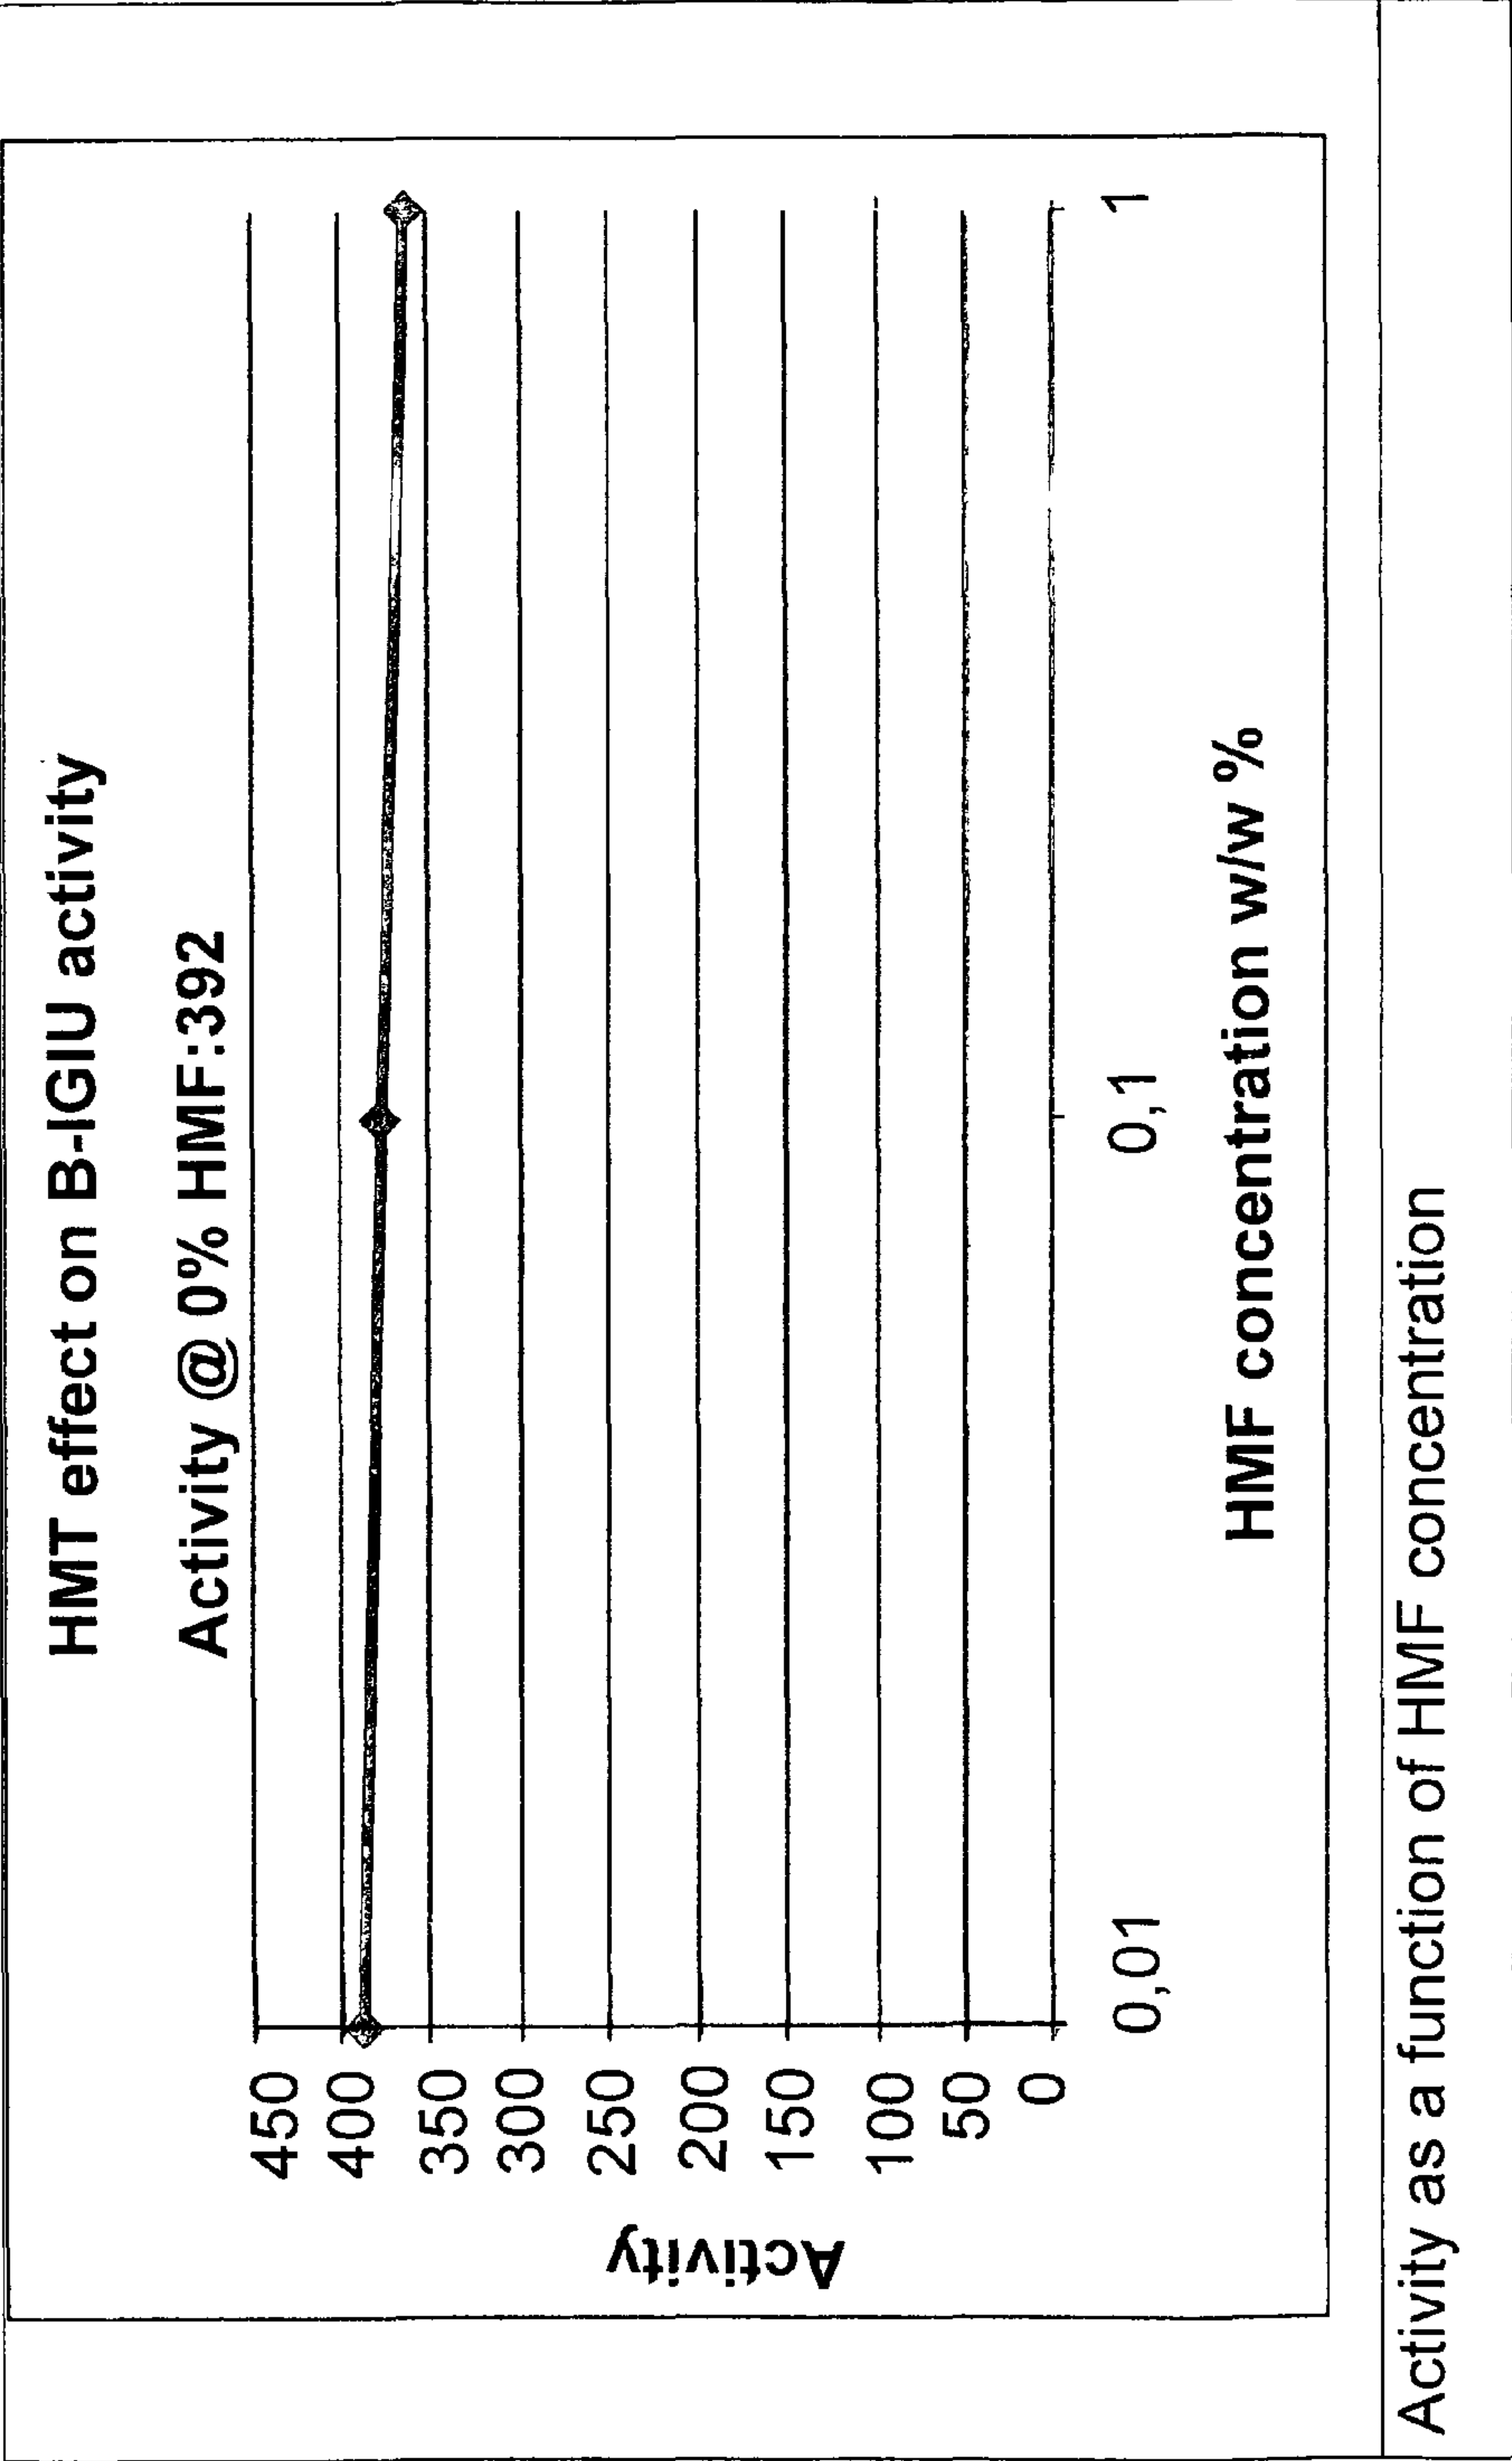 HMT effect on B-IGIU activity
Activity @ 0% HMF:392
450
400
350
300
250
200
150
100
50
0
Activity
0,01
0,1
1
HMF concentration w/w %
Activity as a function of HMF concentration